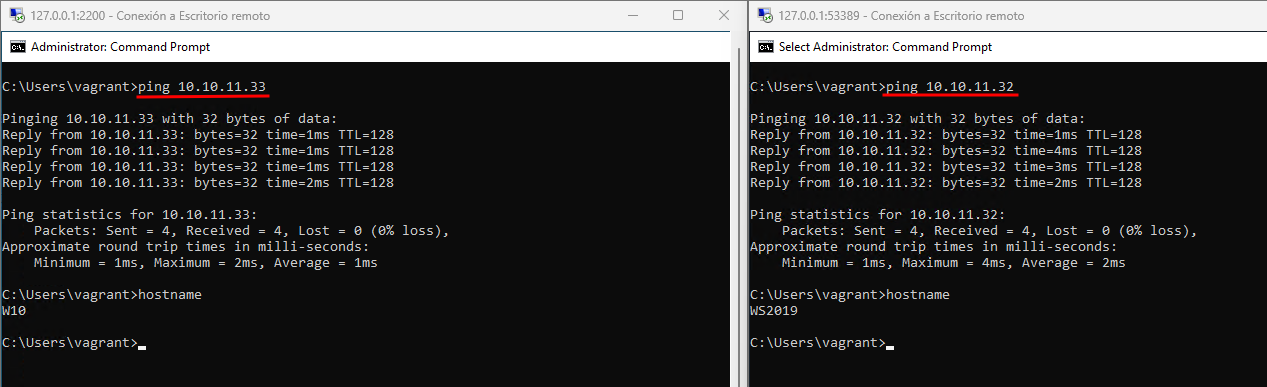 127.0.0.1:2200 - Conexión a Escritorio remoto
Administrator: Command Prompt
C:\Users\vagrant>ping 10.10.11.33
Pinging 10.10.11.33 with 32 bytes of data:
Reply from 10.10.11.33: bytes=32 time=1ms TTL=128
Reply from 10.10.11.33: bytes=32 time=1ms TTL=128
Reply from 10.10.11.33: bytes=32 time=1ms TTL=128
Reply from 10.10.11.33: bytes=32 time=2ms TTL=128
Ping statistics for 10.10.11.33:
    Packets: Sent = 4, Received = 4, Lost = 0 (0% loss),
Approximate round trip times in milli-seconds:
    Minimum = 1ms, Maximum = 2ms, Average = 1ms
C:\Users\vagrant>hostname
W10
C:\Users\vagrant>
127.0.0.1:53389 - Conexión a Escritorio remoto
Select Administrator: Command Prompt
C:\Users\vagrant>ping 10.10.11.32
Pinging 10.10.11.32 with 32 bytes of data:
Reply from 10.10.11.32: bytes=32 time=1ms TTL=128
Reply from 10.10.11.32: bytes=32 time=4ms TTL=128
Reply from 10.10.11.32: bytes=32 time=3ms TTL=128
Reply from 10.10.11.32: bytes=32 time=2ms TTL=128
Ping statistics for 10.10.11.32:
    Packets: Sent = 4, Received = 4, Lost = 0 (0% loss),
Approximate round trip times in milli-seconds:
    Minimum = 1ms, Maximum = 4ms, Average = 2ms
C:\Users\vagrant>hostname
WS2019
C:\Users\vagrant>